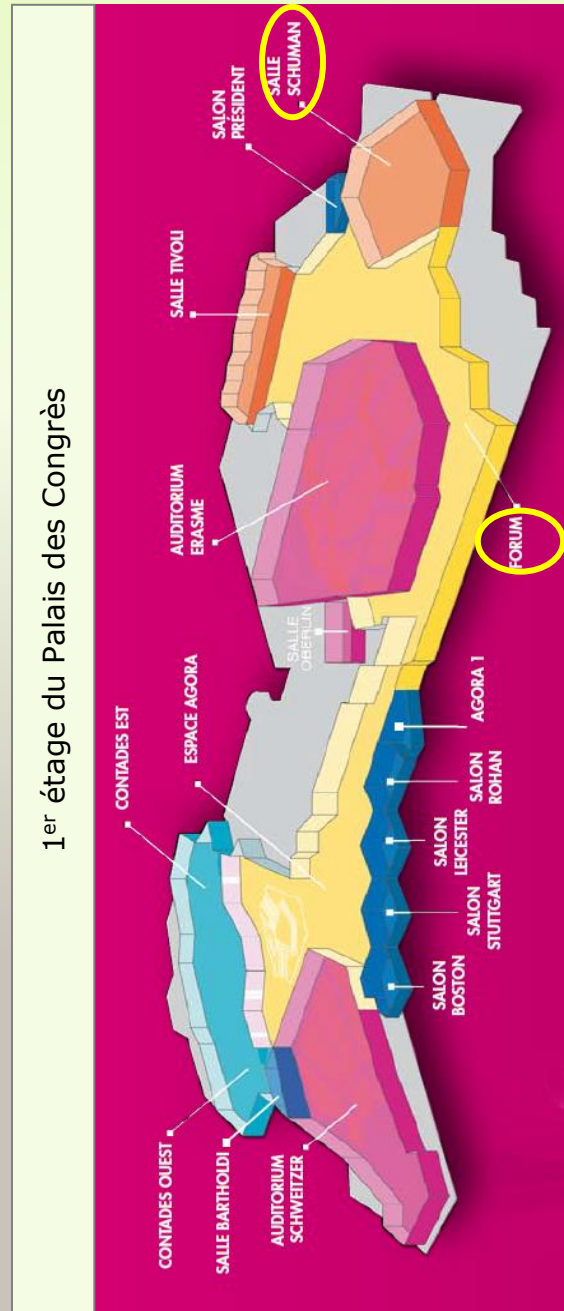 1er étage du Palais des Congrès
CONTADES OUEST
SALLE BARTHOLDI
AUDITORIUM
SCHWEITZER
CONTADES EST
ESPACE AGORA
SALON
BOSTON
SALON
STUTTGART
SALON
LEICESTER
SALON
ROHAN
AGORA 1
SALLE
OBERLIN
AUDITORIUM
ERASME
SALLE TIVOLI
SALON
PRÉSIDENT
SALLE
SCHUMAN
FORUM